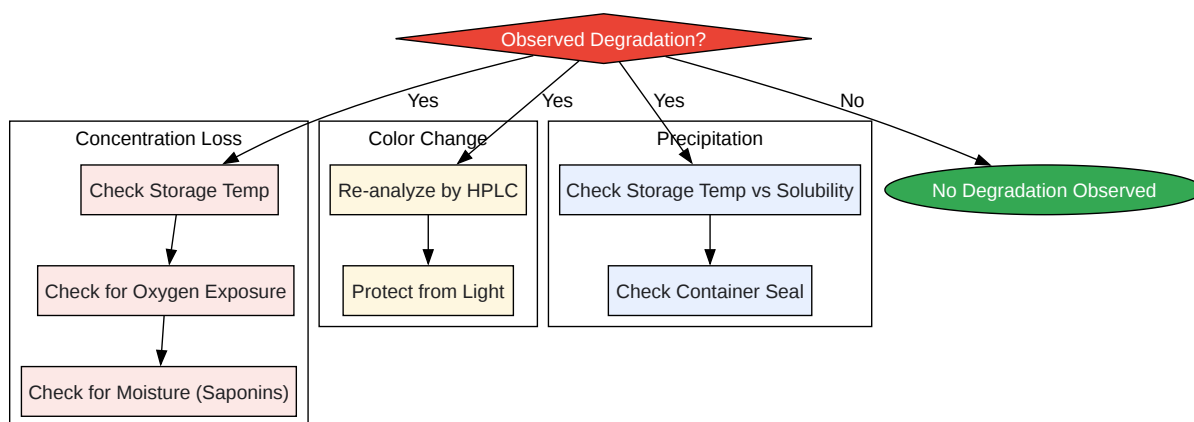 Observed Degradation?
Yes
Yes
Yes
No
Concentration Loss
Color Change
Precipitation
Check Storage Temp
Re-analyze by HPLC
Check Storage Temp vs Solubility
No Degradation Observed
Check for Oxygen Exposure
Protect from Light
Check Container Seal
Check for Moisture (Saponins)